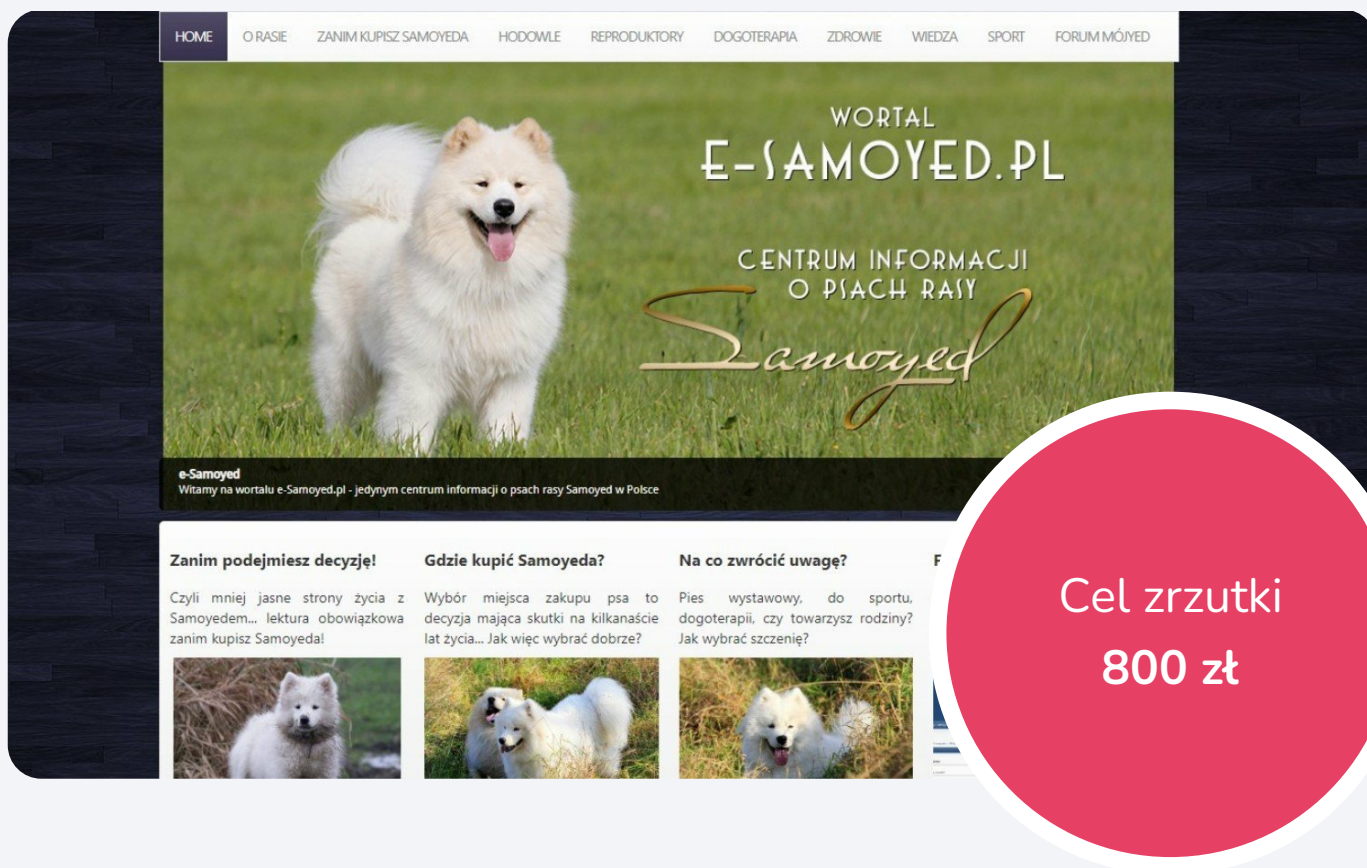 HOME O RASIE ZANIM KUPISZ SAMOYEDA HODOWLE REPRODUKTORY DOGOTERAPIA ZDROWIE WIEDZA SPORT FORUM MÓJYED
WORTAL
E-SAMOYED.PL
CENTRUM INFORMACJI
O PSACH RASY
Samoyed
e-Samoyed
Witamy na wortalu e-Samoyed.pl - jedynym centrum informacji o psach rasy Samoyed w Polsce
Zanim podejmiesz decyzję!
Czyli mniej jasne strony życia z
Samoyedem... lektura obowiązkowa
zanim kupisz Samoyeda!
Gdzie kupić Samoyeda?
Wybór miejsca zakupu psa to
decyzja mająca skutki na kilkanaście
lat życia... Jak więc wybrać dobrze?
Na co zwrócić uwagę?
Pies wystawowy, do sportu,
dogoterapii, czy towarzysz rodziny?
Jak wybrać szczenię?
Cel zrzutki
800 zł